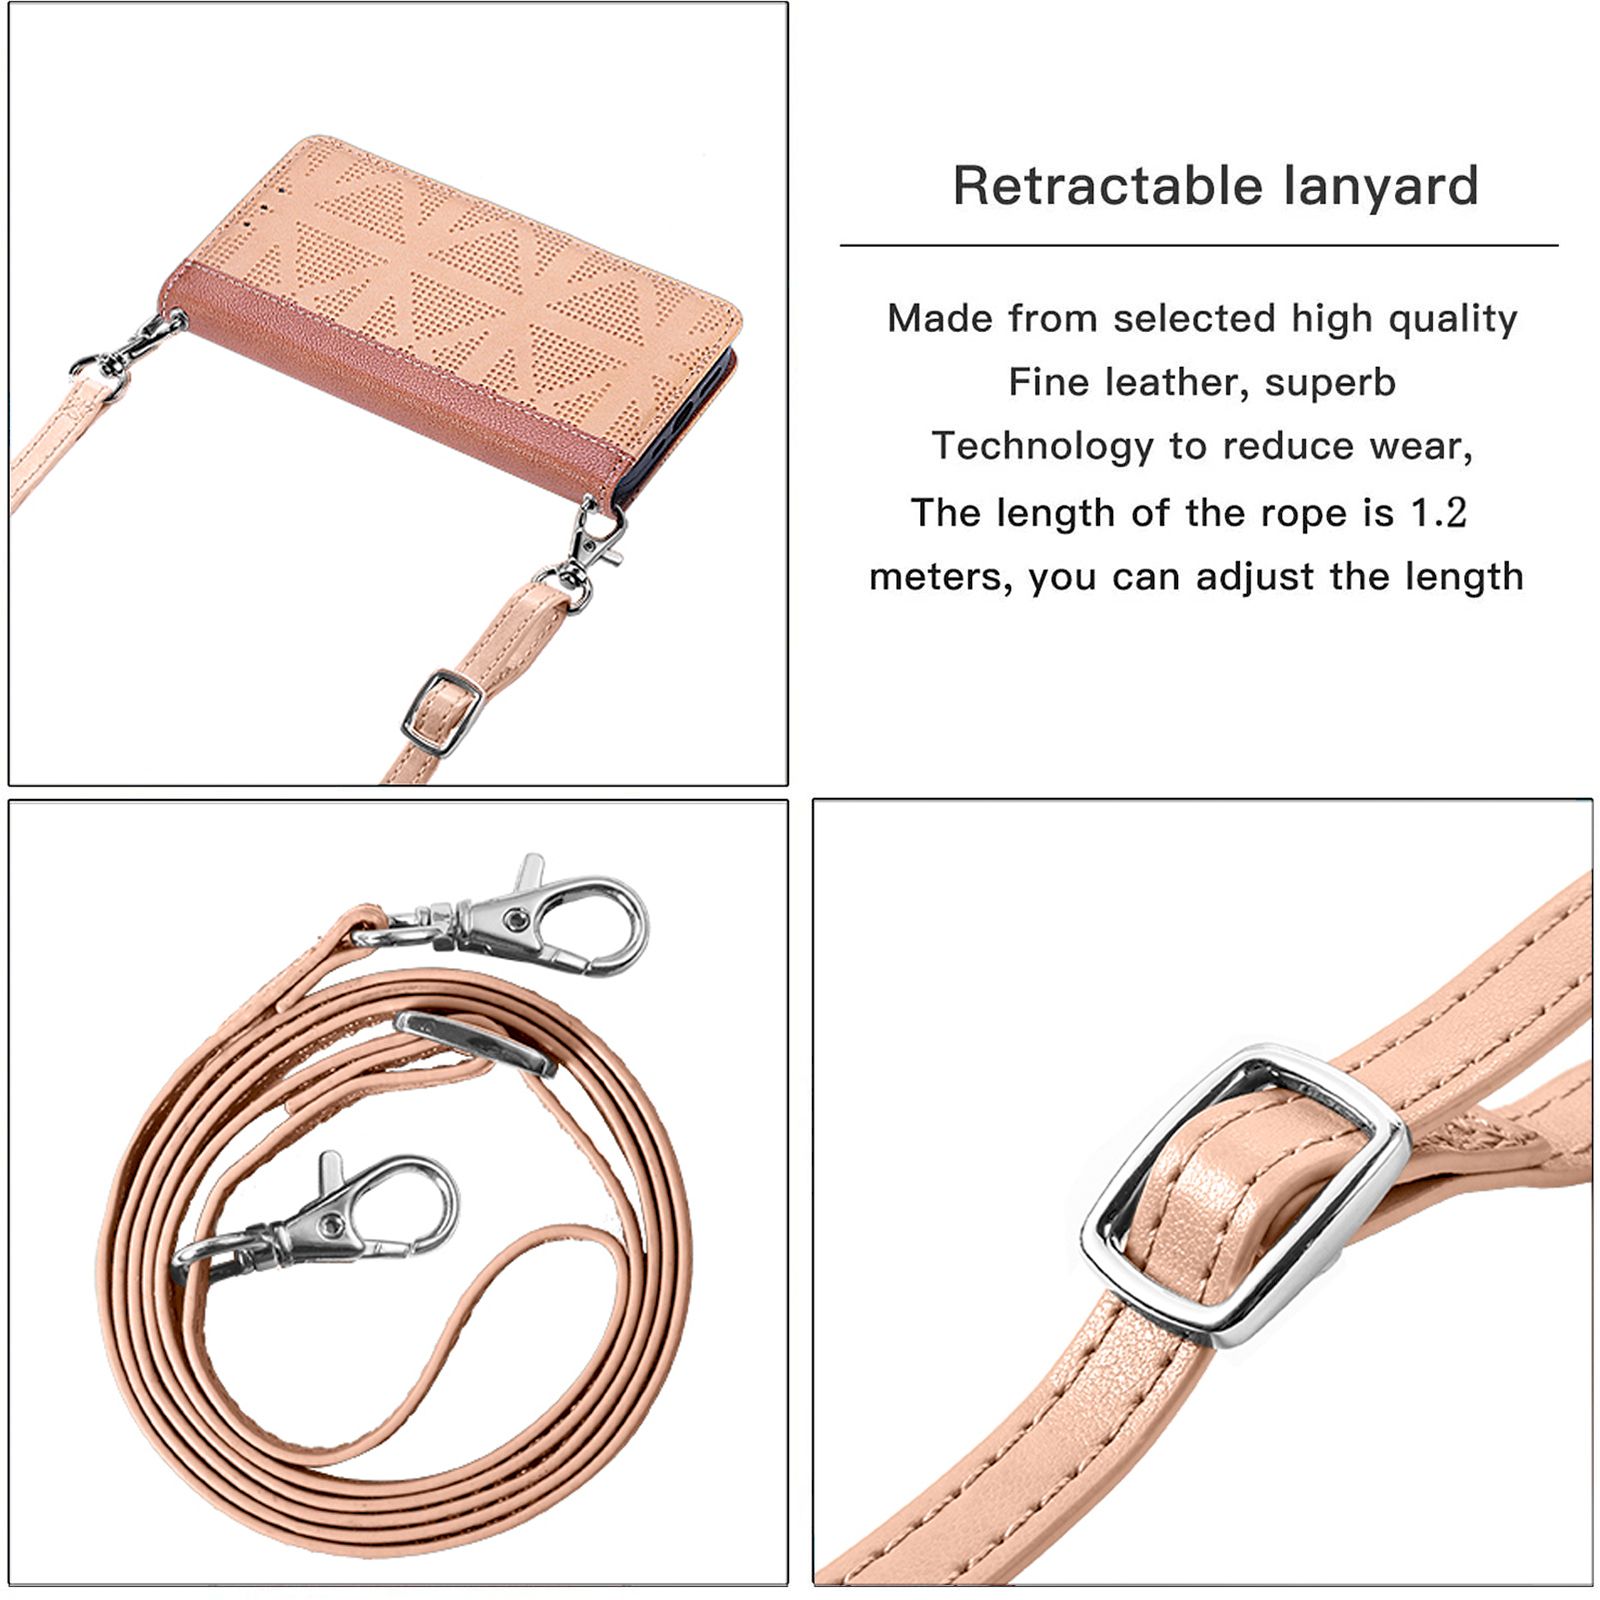 Retractable lanyard
Made from selected high quality
Fine leather, superb
Technology to reduce wear,
The length of the rope is 1.2
meters, you can adjust the length